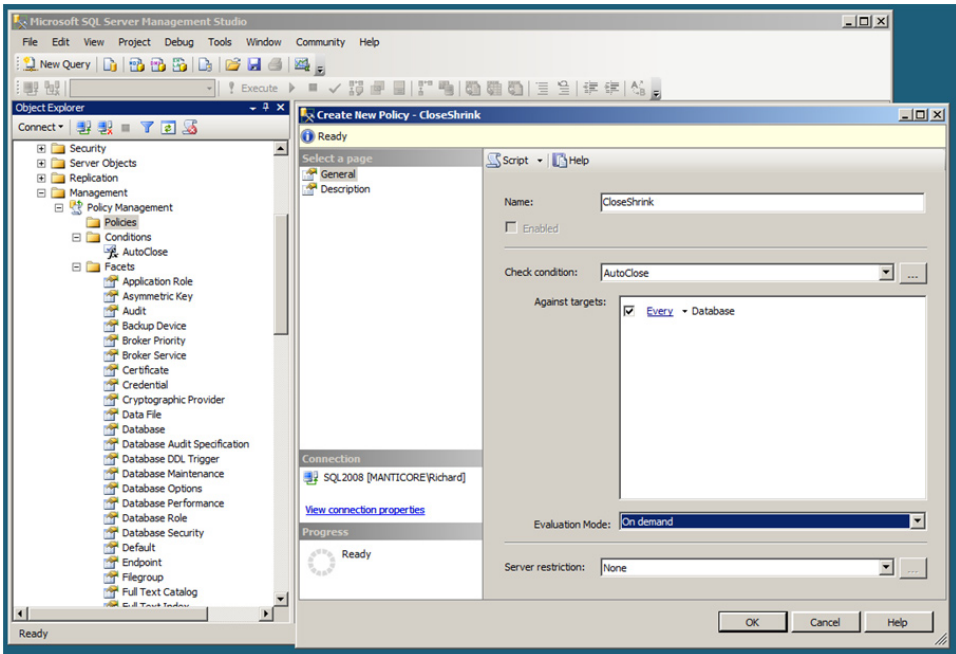 Microsoft SQL Server Management Studio
File Edit View Project Debug Tools Window Community Help
New Query
Execute
Object Explorer
Connect
Security
Server Objects
Replication
Management
Policy Management
Policies
Conditions
AutoClose
Facets
Application Role
Asymmetric Key
Audit
Backup Device
Broker Priority
Broker Service
Certificate
Credential
Cryptographic Provider
Data File
Database
Database Audit Specification
Database DDL Trigger
Database Maintenance
Database Options
Database Performance
Database Role
Database Security
Default
Endpoint
Filegroup
Full Text Catalog
Full Text Index
Ready
Create New Policy - CloseShrink
Ready
Select a page
General
Description
Connection
SQL2008 [MANTICORE\Richard]
View connection properties
Progress
Ready
Script Help
Name: CloseShrink
Enabled
Check condition: AutoClose ...
Against targets: Every Database
Evaluation Mode: On demand
Server restriction: None ...
OK Cancel Help